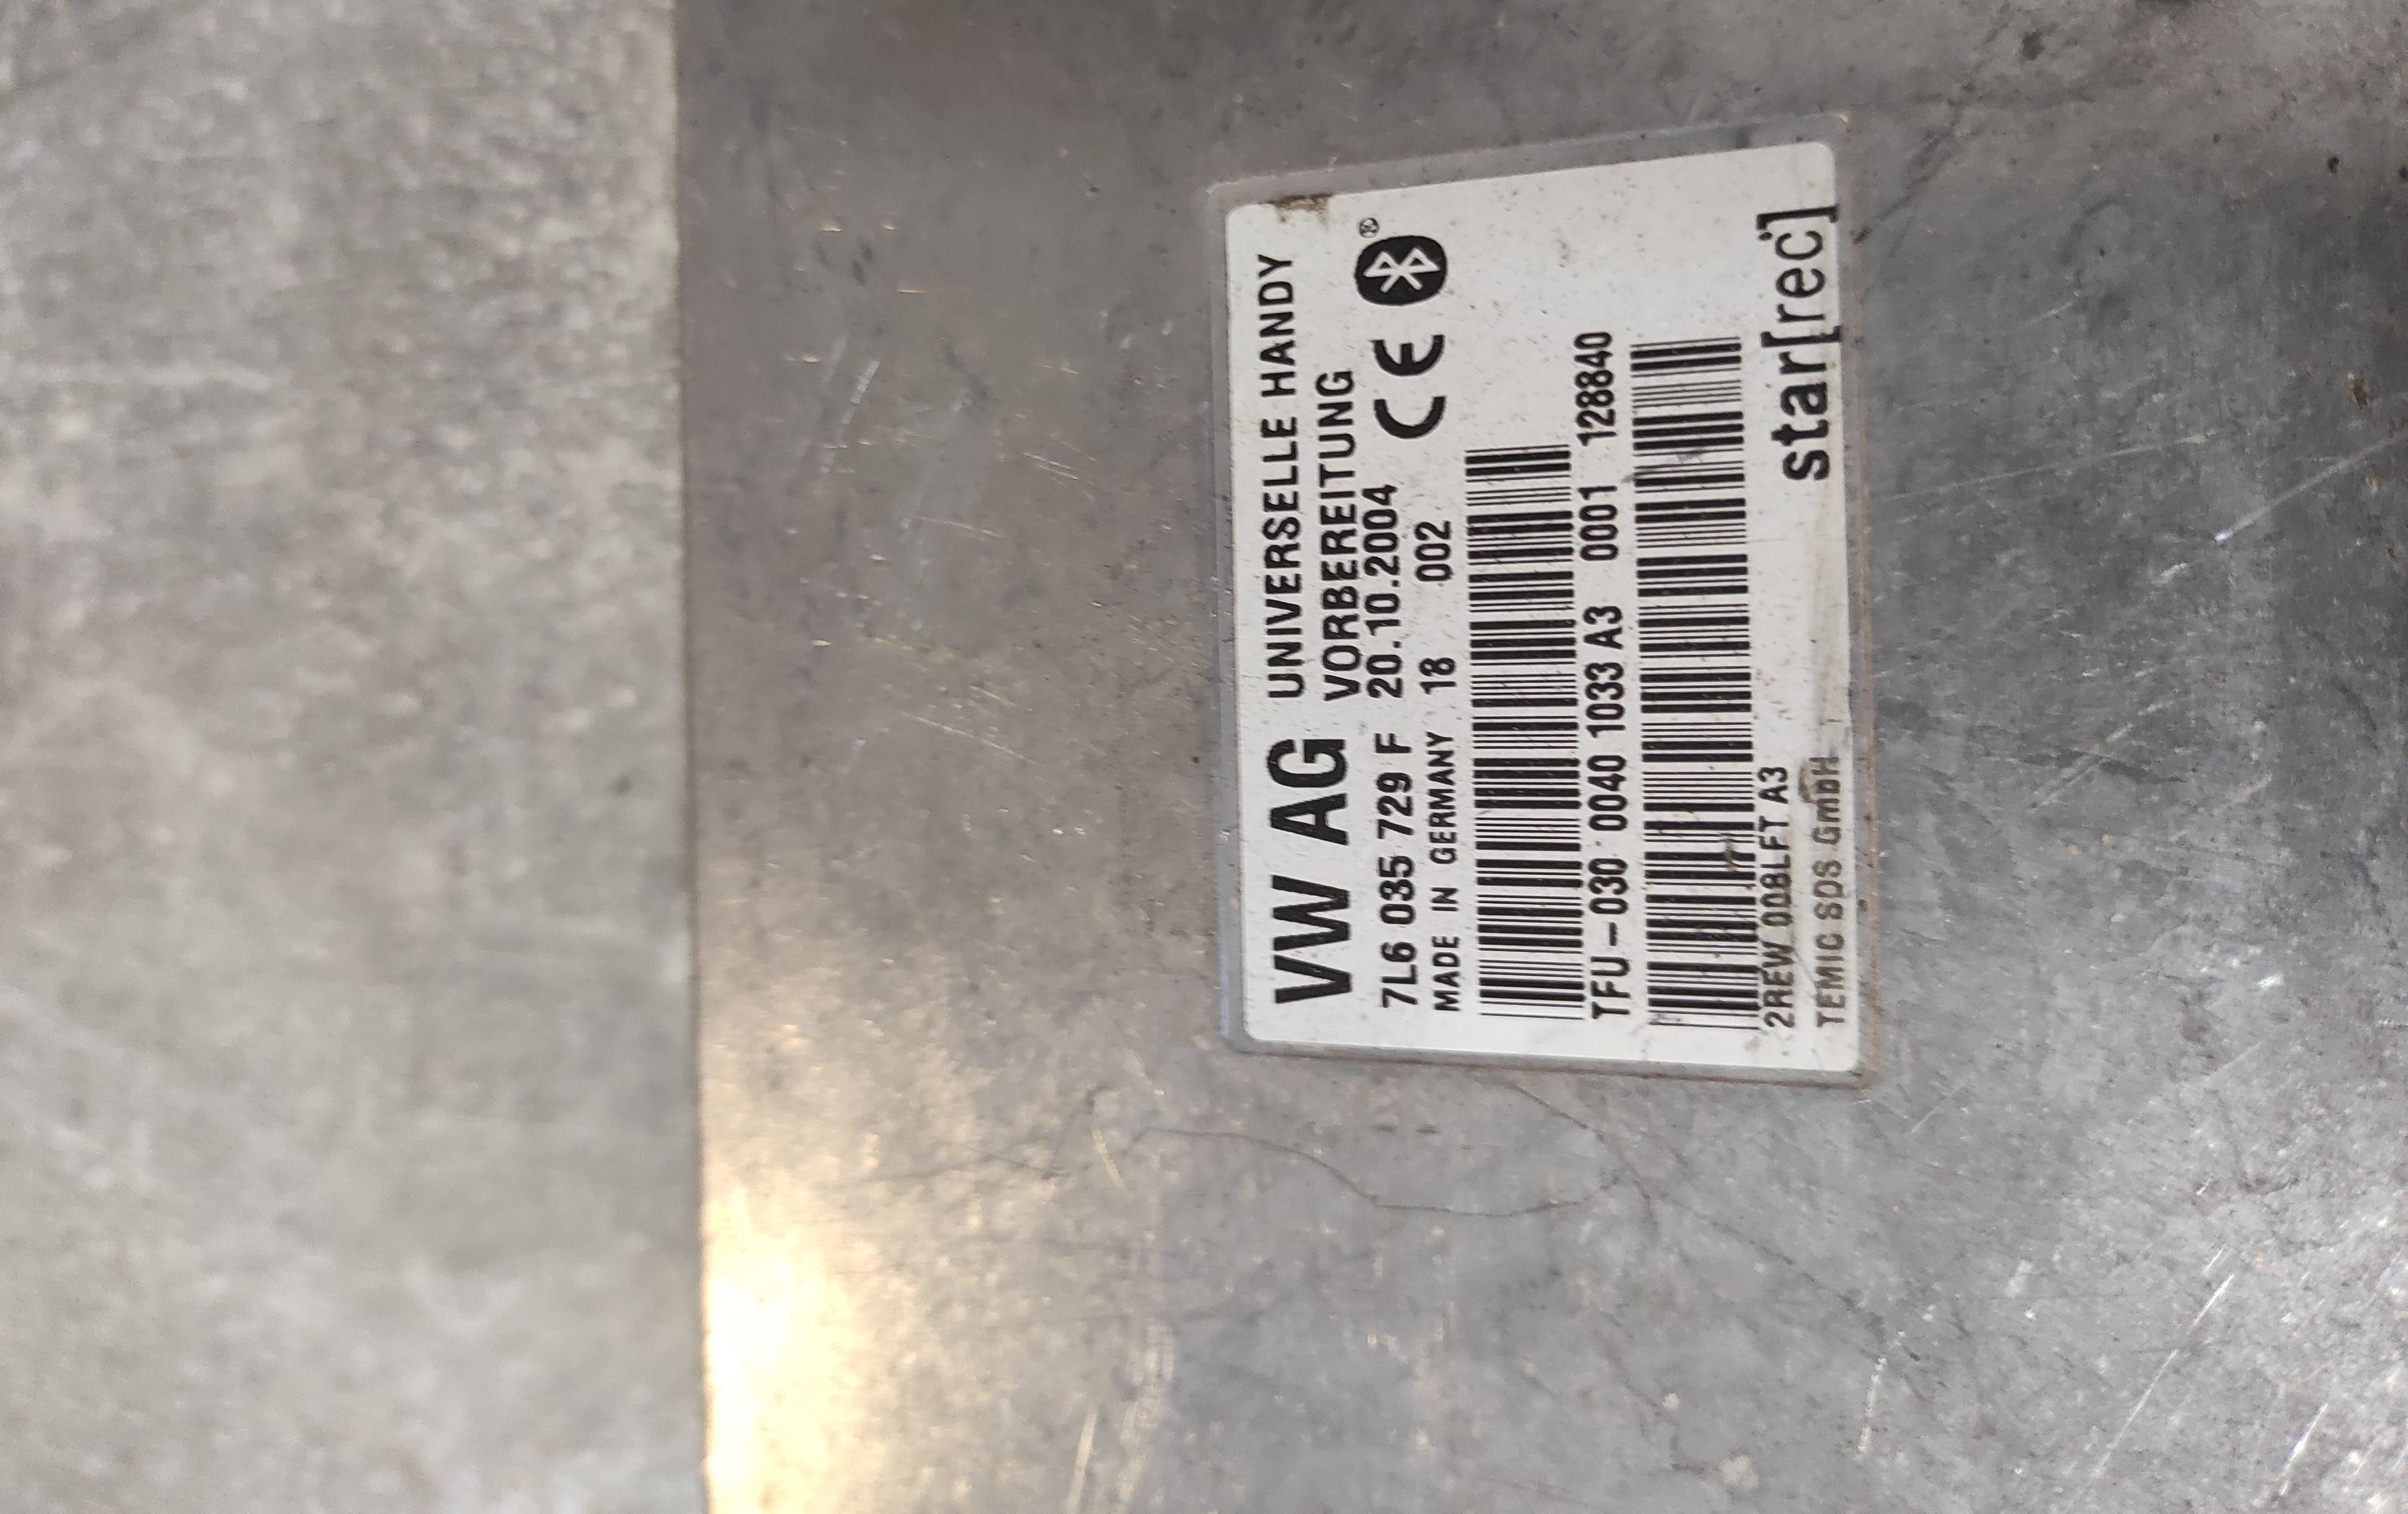 VW AG UNIVERSELLE HANDY
VORBEREITUNG
7L6 035 729 F 20.10.2004
MADE IN GERMANY 18 002 CE ®
TFU-030 0040 1033 A3 0001 128840
2REW 008LFT A3
TEMIC SDS GmbH star[rec]